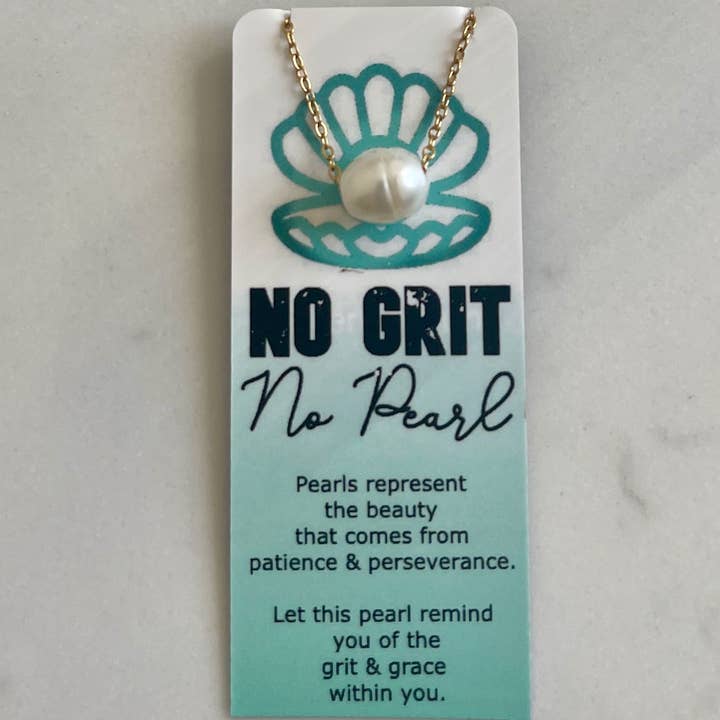 NO GRIT
No Pearl
Pearls represent
the beauty
that comes from
patience & perseverance.
Let this pearl remind
you of the
grit & grace
within you.